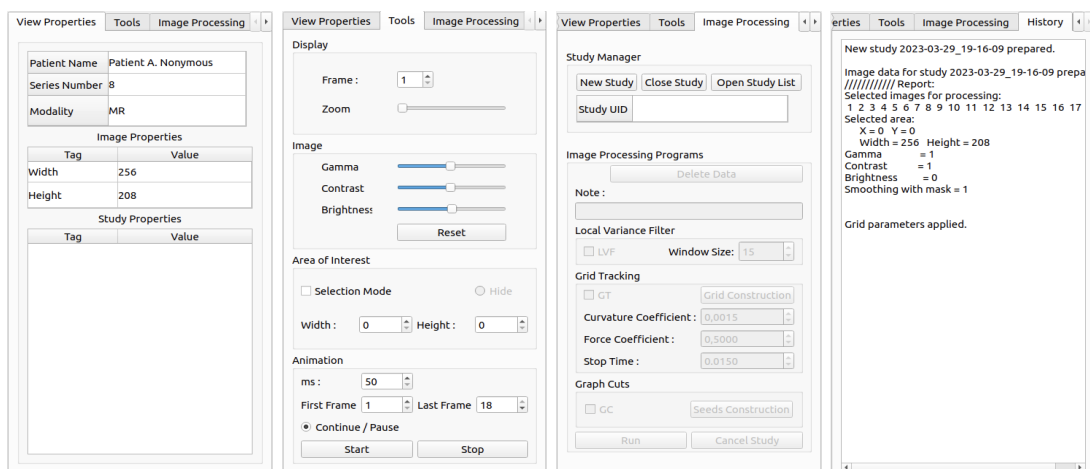 View Properties Tools Image Processing
Patient Name Patient A. Nonymous
Series Number 8
Modality MR
Image Properties
Tag Value
Width 256
Height 208
Study Properties
Tag Value
View Properties Tools Image Processing
Display
Frame : 1
Zoom
Image
Gamma
Contrast
Brightness
Reset
Area of Interest
Selection Mode Hide
Width : 0 Height : 0
Animation
ms : 50
First Frame 1 Last Frame 18
Continue / Pause
Start Stop
View Properties Tools Image Processing
Study Manager
New Study Close Study Open Study List
Study UID
Image Processing Programs
Delete Data
Note :
Local Variance Filter
LVF Window Size: 15
Grid Tracking
GT Grid Construction
Curvature Coefficient : 0,0015
Force Coefficient : 0,5000
Stop Time : 0.0150
Graph Cuts
GC Seeds Construction
Run Cancel Study
erties Tools Image Processing History
New study 2023-03-29_19-16-09 prepared.
Image data for study 2023-03-29_19-16-09 prepa
//////////// Report:
Selected images for processing:
1 2 3 4 5 6 7 8 9 10 11 12 13 14 15 16 17
Selected area:
X = 0 Y = 0
Width = 256 Height = 208
Gamma = 1
Contrast = 1
Brightness = 0
Smoothing with mask = 1
Grid parameters applied.